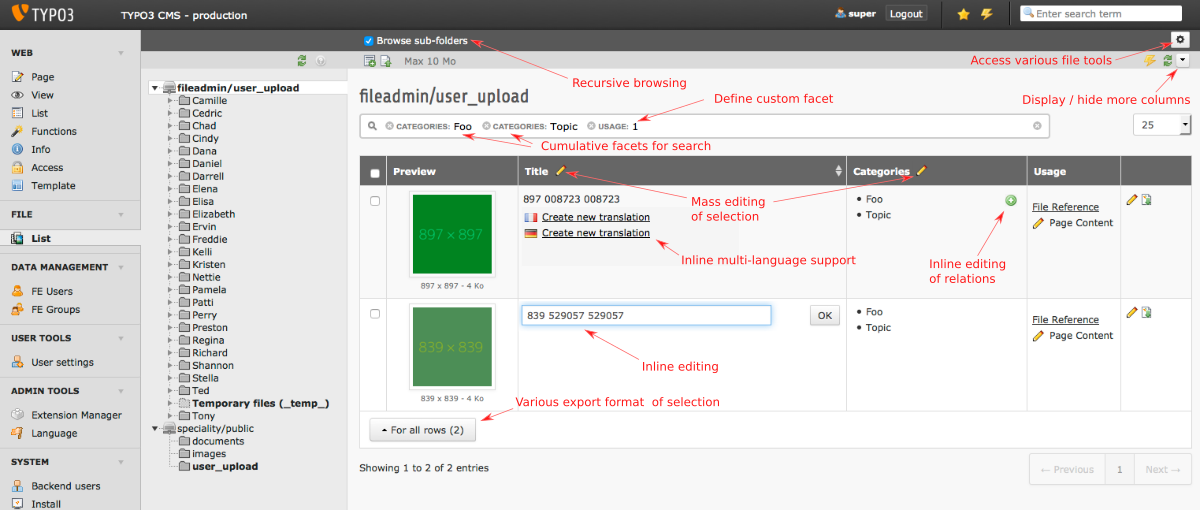 TYPO3
TYPO3 CMS - production
super
Logout
Enter search term
WEB
Page
View
List
Functions
Info
Access
Template
FILE
List
DATA MANAGEMENT
FE Users
FE Groups
USER TOOLS
User settings
ADMIN TOOLS
Extension Manager
Language
SYSTEM
Backend users
Install
fileadmin/user_upload
Camille
Cedric
Chad
Cindy
Dana
Daniel
Darrell
Elena
Elisa
Elizabeth
Ervin
Freddie
Kelli
Kristen
Nettie
Pamela
Patti
Perry
Preston
Regina
Richard
Shannon
Stella
Ted
Temporary files (_temp_)
Tony
speciality/public
documents
images
user_upload
Browse sub-folders
Max 10 Mo
Recursive browsing
Access various file tools
Display / hide more columns
fileadmin/user_upload
Define custom facet
CATEGORIES: Foo CATEGORIES: Topic USAGE: 1
25
Cumulative facets for search
Preview Title Categories Usage
897 × 897
897 x 897 - 4 Ko
897 008723 008723
Create new translation
Create new translation
Mass editing
of selection
Inline multi-language support
Foo
Topic
Inline editing
of relations
File Reference
Page Content
839 × 839
839 x 839 - 4 Ko
839 529057 529057
OK
Inline editing
Foo
Topic
File Reference
Page Content
Various export format of selection
For all rows (2)
Showing 1 to 2 of 2 entries
← Previous 1 Next →